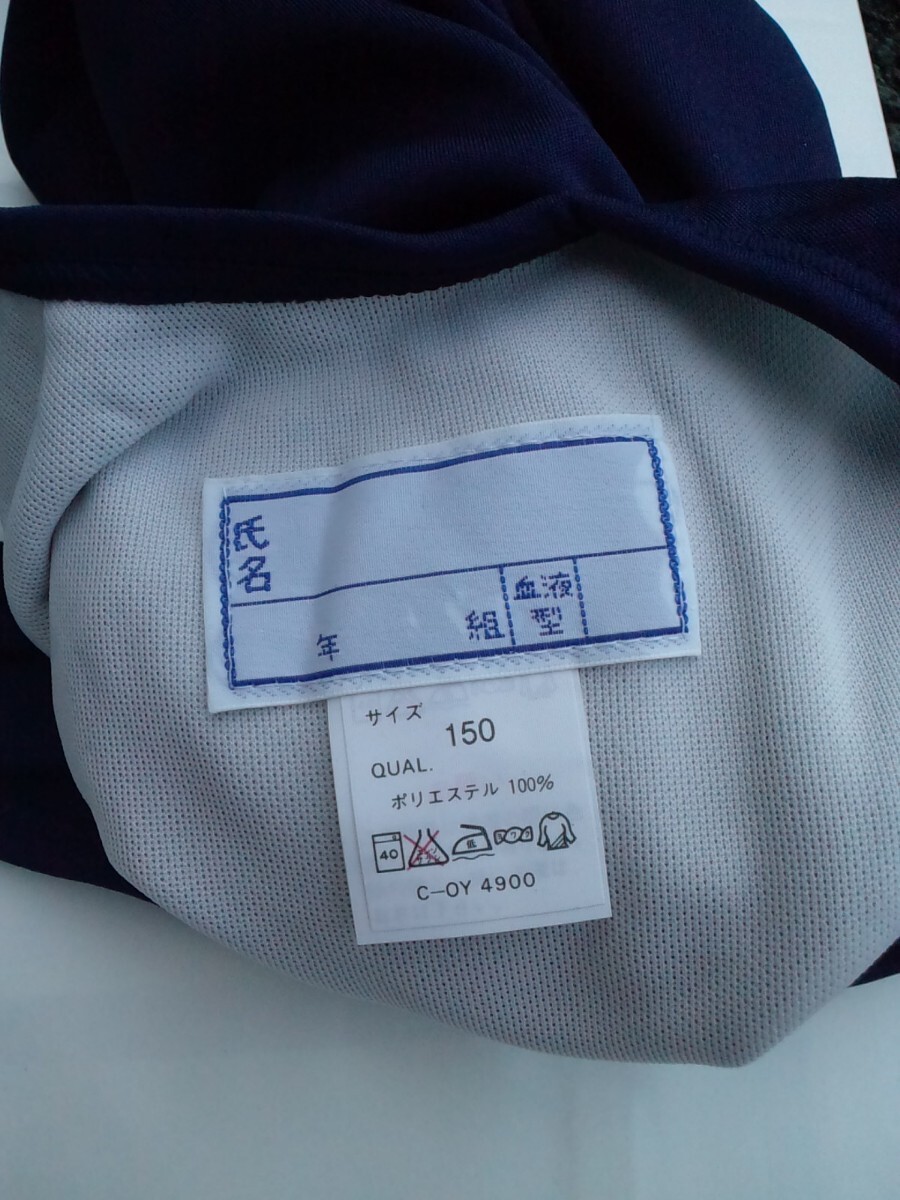 氏名
年 組 血液型
サイズ
150
QUAL.
ポリエステル 100%
40 低
C-OY 4900